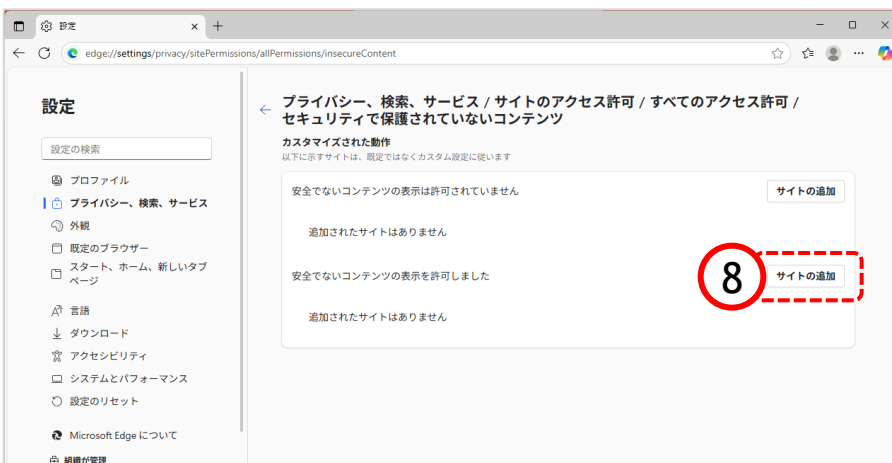 設定
edge://settings/privacy/sitePermissions/allPermissions/insecureContent
設定
プライバシー、検索、サービス / サイトのアクセス許可 / すべてのアクセス許可 /
セキュリティで保護されていないコンテンツ
設定の検索
カスタマイズされた動作
以下に示すサイトは、既定ではなくカスタム設定に従います
プロファイル
プライバシー、検索、サービス
外観
既定のブラウザー
スタート、ホーム、新しいタブ
ページ
言語
ダウンロード
アクセシビリティ
システムとパフォーマンス
設定のリセット
Microsoft Edge について
組織が管理
安全でないコンテンツの表示は許可されていません
サイトの追加
追加されたサイトはありません
安全でないコンテンツの表示を許可しました
8
サイトの追加
追加されたサイトはありません